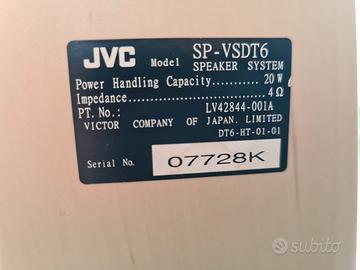 JVC Model SP-VSDT6
SPEAKER SYSTEM
Power Handling Capacity........ 20 W
Impedance........................ 4Ω
PT. No.: LV42844-001A
VICTOR COMPANY OF JAPAN. LIMITED
DT6-HT-01-01
Serial No. 07728K
subito